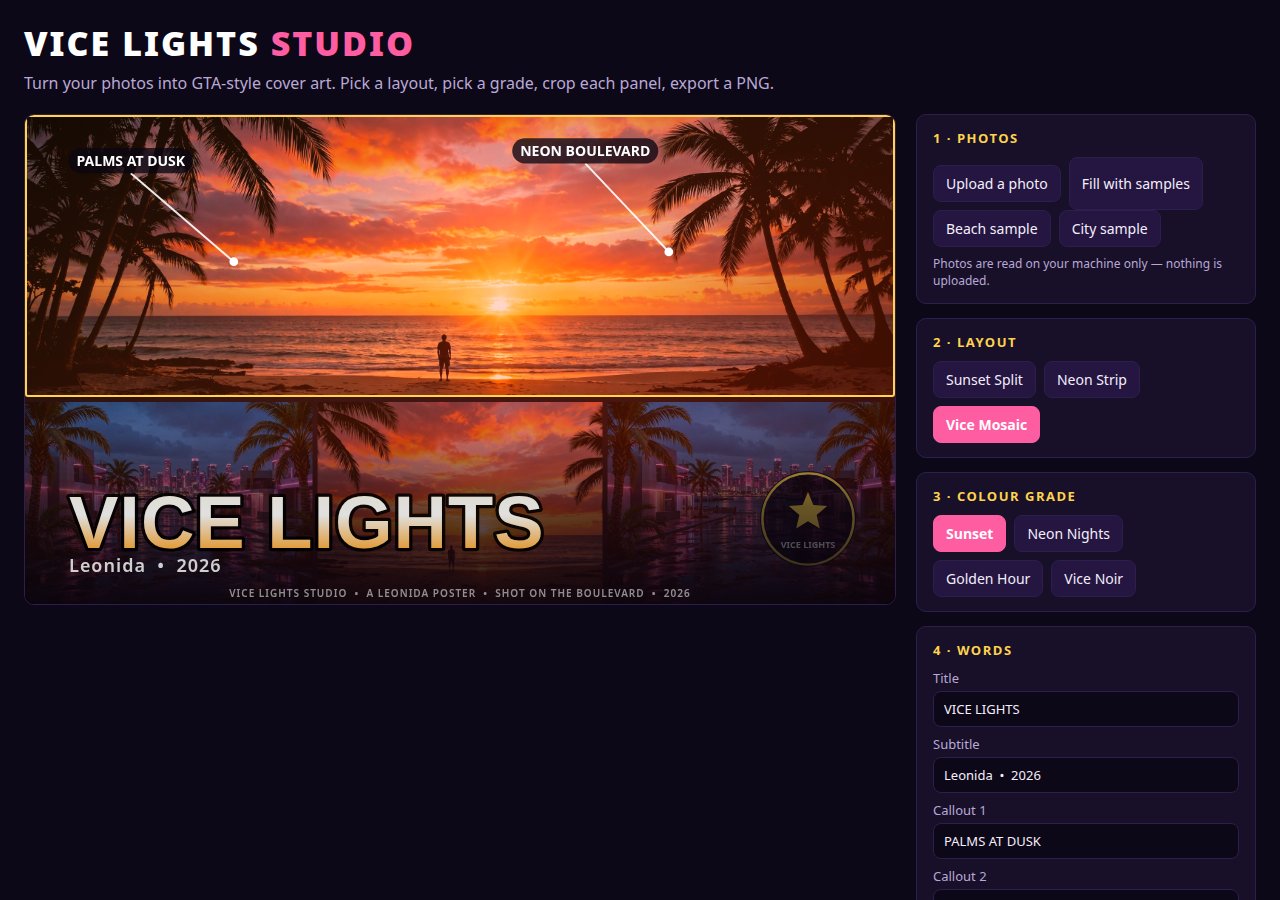 VICE LIGHTS STUDIO
Turn your photos into GTA-style cover art. Pick a layout, pick a grade, crop each panel, export a PNG.
PALMS AT DUSK
NEON BOULEVARD
VICE LIGHTS
Leonida • 2026
VICE LIGHTS
VICE LIGHTS STUDIO • A LEONIDA POSTER • SHOT ON THE BOULEVARD • 2026
1 · PHOTOS
Upload a photo
Fill with samples
Beach sample
City sample
Photos are read on your machine only — nothing is
uploaded.
2 · LAYOUT
Sunset Split
Neon Strip
Vice Mosaic
3 · COLOUR GRADE
Sunset
Neon Nights
Golden Hour
Vice Noir
4 · WORDS
Title
VICE LIGHTS
Subtitle
Leonida • 2026
Callout 1
PALMS AT DUSK
Callout 2